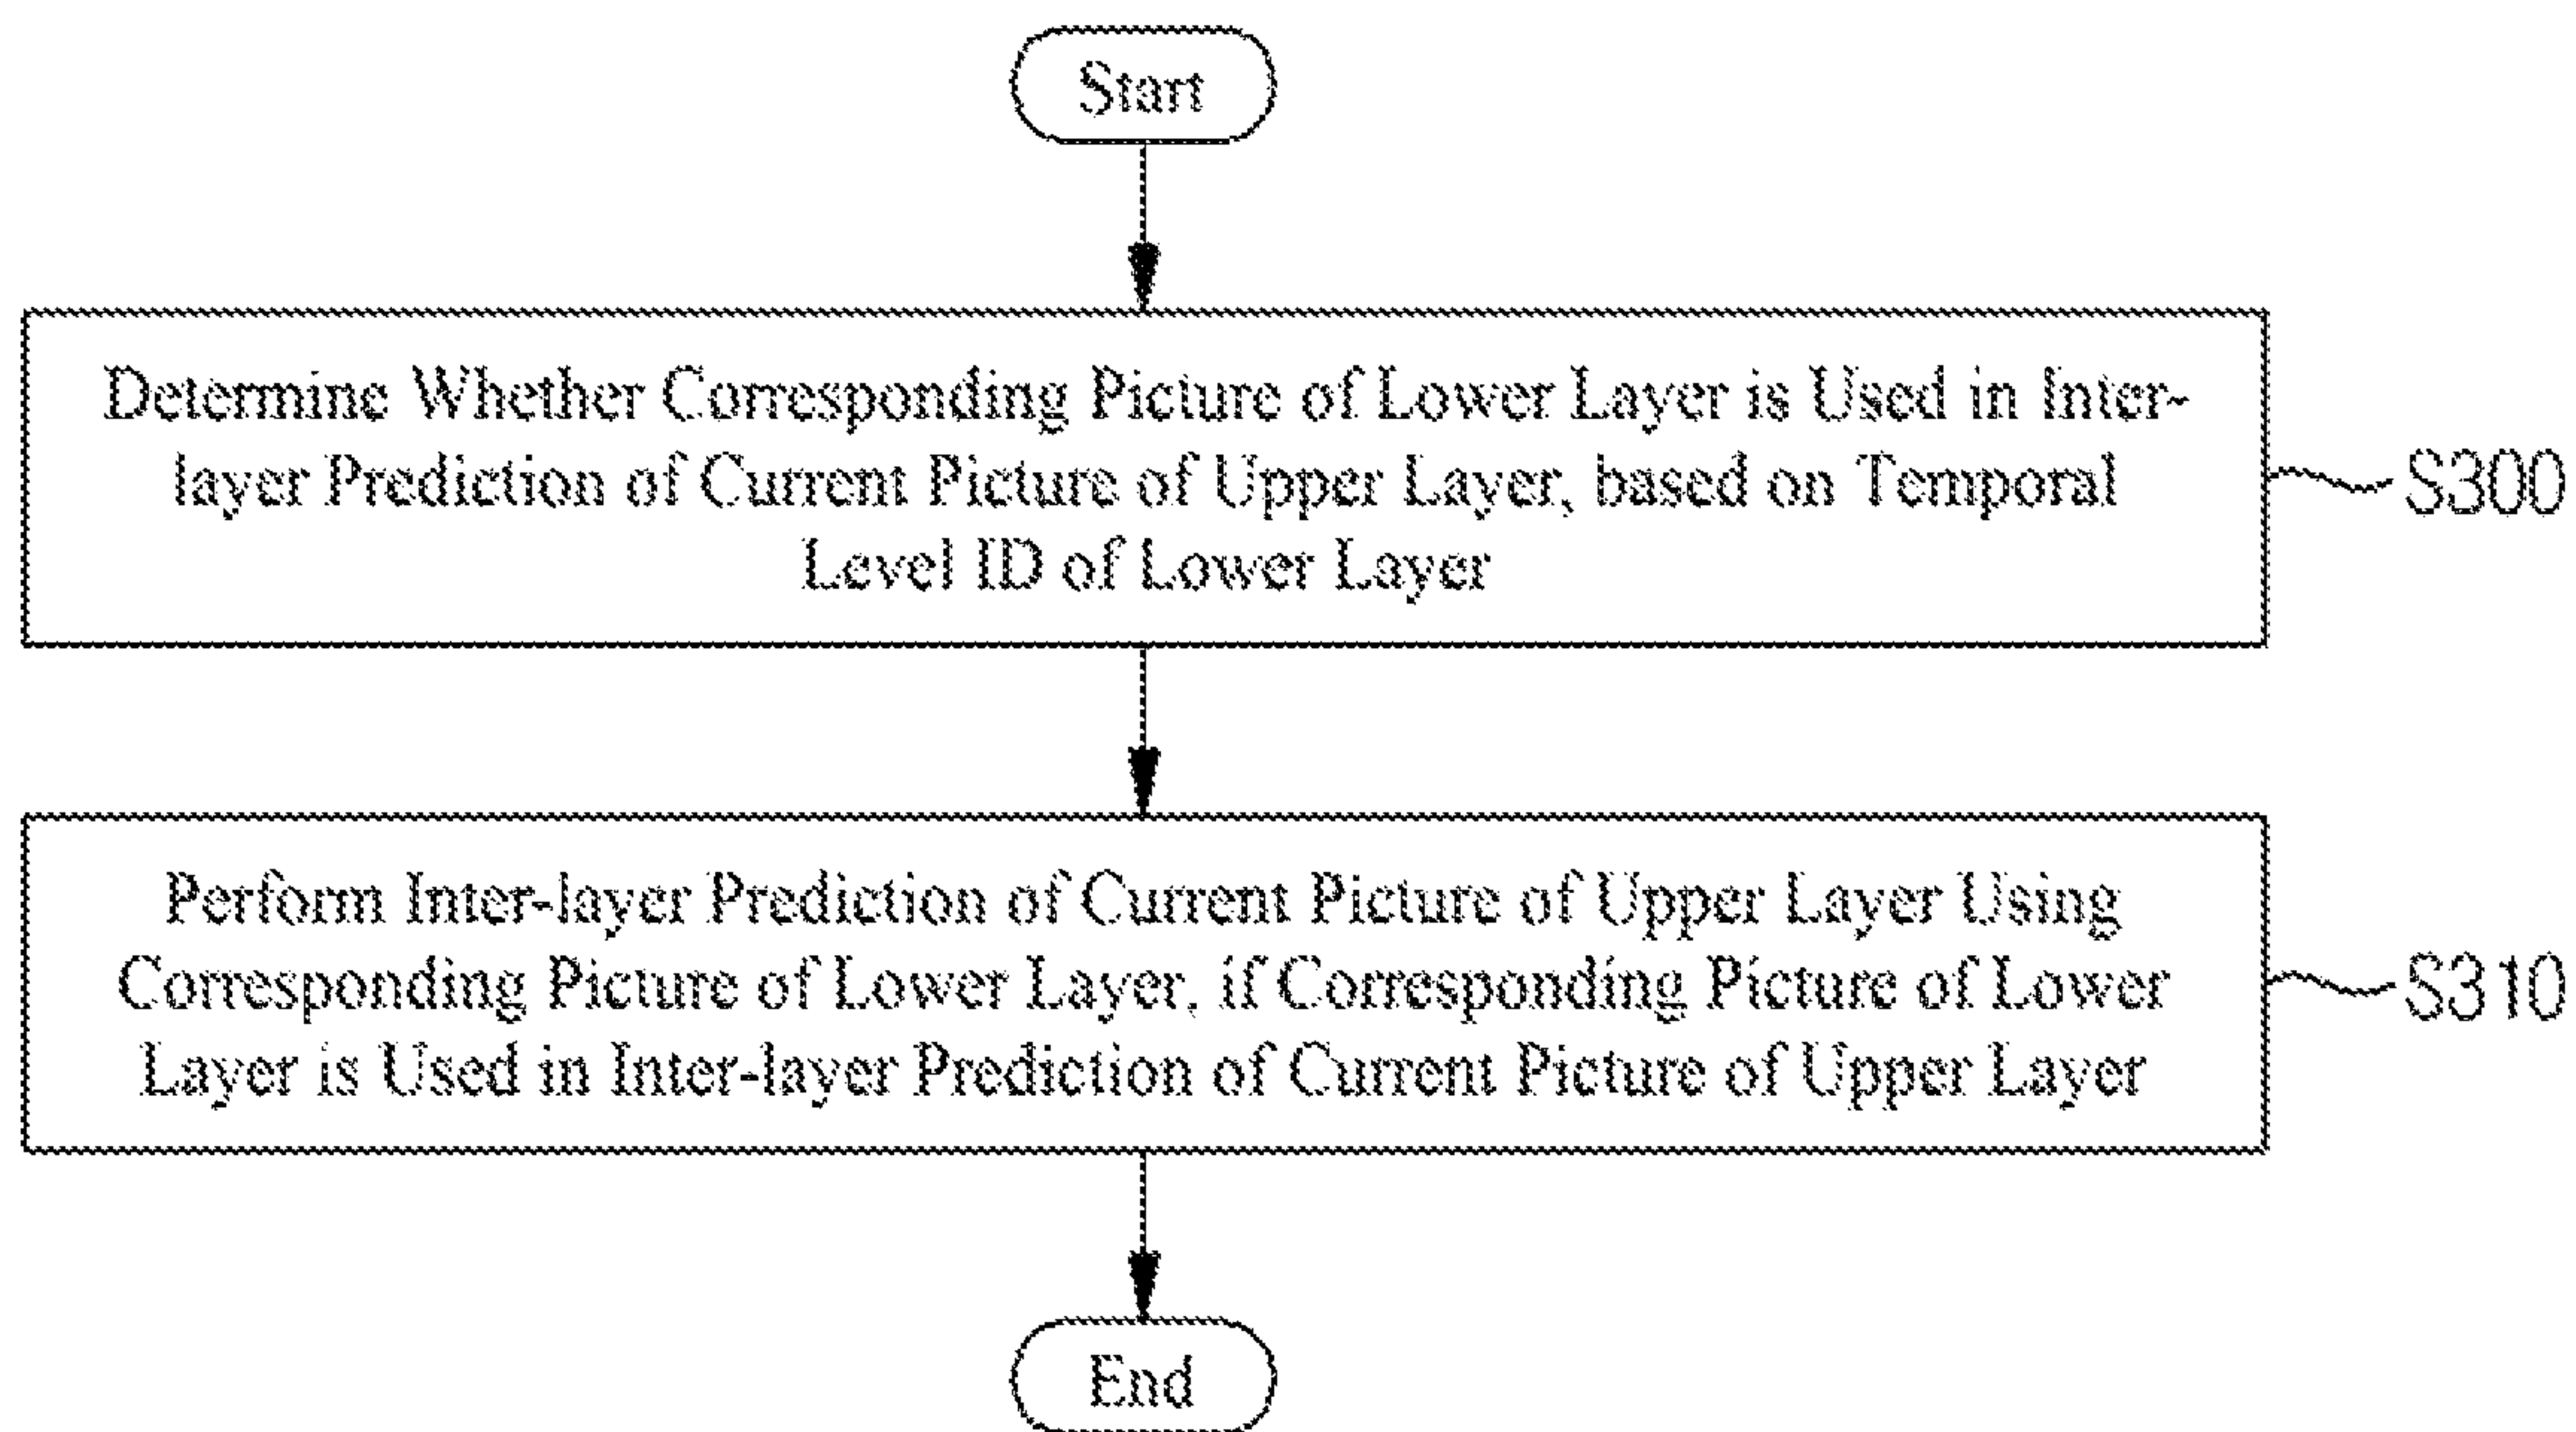 Start
Determine Whether Corresponding Picture of Lower Layer is Used in Inter-
layer Prediction of Current Picture of Upper Layer, based on Temporal
Level ID of Lower Layer
S300
Perform Inter-layer Prediction of Current Picture of Upper Layer Using
Corresponding Picture of Lower Layer, if Corresponding Picture of Lower
Layer is Used in Inter-layer Prediction of Current Picture of Upper Layer
S310
End